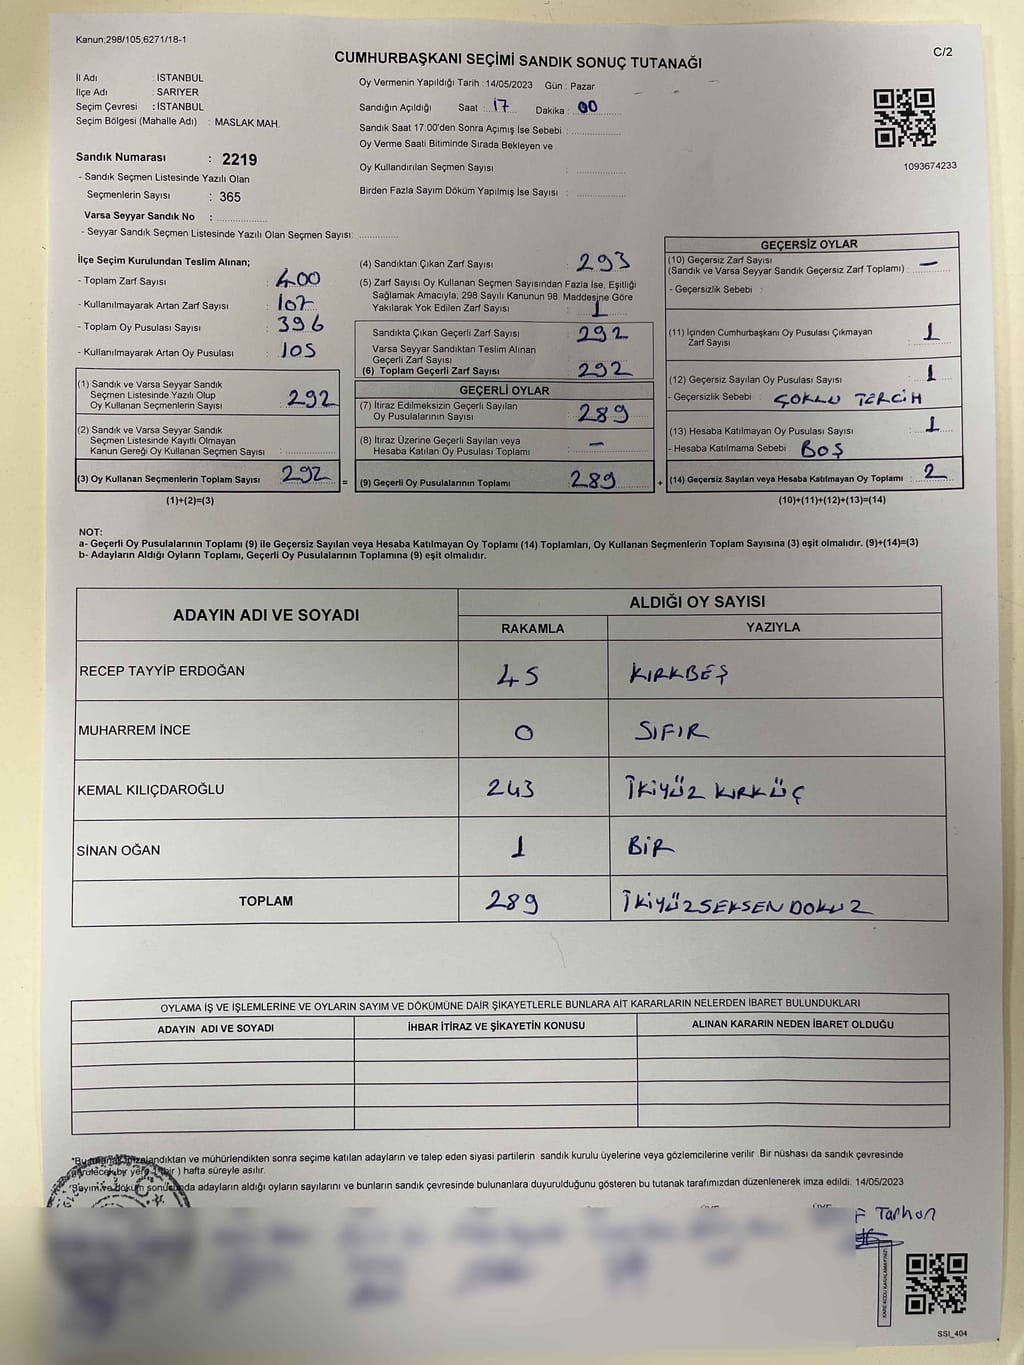 Kanun;298/105,6271/18-1
C/2
CUMHURBAŞKANI SEÇİMİ SANDIK SONUÇ TUTANAĞI
İl Adı : İSTANBUL
İlçe Adı : SARIYER
Seçim Çevresi : İSTANBUL
Seçim Bölgesi (Mahalle Adı) : MASLAK MAH.
Sandık Numarası : 2219
- Sandık Seçmen Listesinde Yazılı Olan
Seçmenlerin Sayısı : 365
Varsa Seyyar Sandık No :
- Seyyar Sandık Seçmen Listesinde Yazılı Olan Seçmen Sayısı:
Oy Vermenin Yapıldığı Tarih : 14/05/2023 Gün : Pazar
Sandığın Açıldığı Saat : 17 Dakika : 00
Sandık Saat 17:00'den Sonra Açımış İse Sebebi :
Oy Verme Saati Bitiminde Sırada Bekleyen ve
Oy Kullandırılan Seçmen Sayısı :
Birden Fazla Sayım Döküm Yapılmış İse Sayısı :
1093674233
İlçe Seçim Kurulundan Teslim Alınan;
- Toplam Zarf Sayısı : 400
- Kullanılmayarak Artan Zarf Sayısı : 107
- Toplam Oy Pusulası Sayısı : 396
- Kullanılmayarak Artan Oy Pusulası : 105
(1) Sandık ve Varsa Seyyar Sandık
Seçmen Listesinde Yazılı Olup
Oy Kullanan Seçmenlerin Sayısı : 292
(2) Sandık ve Varsa Seyyar Sandık
Seçmen Listesinde Kayıtlı Olmayan
Kanun Gereği Oy Kullanan Seçmen Sayısı :
(3) Oy Kullanan Seçmenlerin Toplam Sayısı : 292 =
(1)+(2)=(3)
(4) Sandıktan Çıkan Zarf Sayısı : 293
(5) Zarf Sayısı Oy Kullanan Seçmen Sayısından Fazla İse, Eşitliği
Sağlamak Amacıyla; 298 Sayılı Kanunun 98. Maddesine Göre
Yakılarak Yok Edilen Zarf Sayısı : 1
Sandıkta Çıkan Geçerli Zarf Sayısı : 292
Varsa Seyyar Sandıktan Teslim Alınan
Geçerli Zarf Sayısı :
(6) Toplam Geçerli Zarf Sayısı : 292
GEÇERLİ OYLAR
(7) İtiraz Edilmeksizin Geçerli Sayılan
Oy Pusulalarının Sayısı : 289
(8) İtiraz Üzerine Geçerli Sayılan veya
Hesaba Katılan Oy Pusulası Toplamı : –
(9) Geçerli Oy Pusulalarının Toplamı : 289 +
GEÇERSİZ OYLAR
(10) Geçersiz Zarf Sayısı
(Sandık ve Varsa Seyyar Sandık Geçersiz Zarf Toplamı) : –
- Geçersizlik Sebebi :
(11) İçinden Cumhurbaşkanı Oy Pusulası Çıkmayan
Zarf Sayısı : 1
(12) Geçersiz Sayılan Oy Pusulası Sayısı : 1
- Geçersizlik Sebebi : ÇOKLU TERCİH
(13) Hesaba Katılmayan Oy Pusulası Sayısı : 1
- Hesaba Katılmama Sebebi : BOŞ
(14) Geçersiz Sayılan veya Hesaba Katılmayan Oy Toplamı : 2
(10)+(11)+(12)+(13)=(14)
NOT:
a- Geçerli Oy Pusulalarının Toplamı (9) ile Geçersiz Sayılan veya Hesaba Katılmayan Oy Toplamı (14) Toplamları, Oy Kullanan Seçmenlerin Toplam Sayısına (3) eşit olmalıdır. (9)+(14)=(3)
b- Adayların Aldığı Oyların Toplamı, Geçerli Oy Pusulalarının Toplamına (9) eşit olmalıdır.
ADAYIN ADI VE SOYADI
ALDIĞI OY SAYISI
RAKAMLA YAZIYLA
RECEP TAYYİP ERDOĞAN 45 KIRKBEŞ
MUHARREM İNCE 0 SIFIR
KEMAL KILIÇDAROĞLU 243 İKİYÜZ KIRKÜÇ
SİNAN OĞAN 1 BİR
TOPLAM 289 İKİYÜZSEKSENDOKUZ
OYLAMA İŞ VE İŞLEMLERİNE VE OYLARIN SAYIM VE DÖKÜMÜNE DAİR ŞİKAYETLERLE BUNLARA AİT KARARLARIN NELERDEN İBARET BULUNDUKLARI
ADAYIN ADI VE SOYADI İHBAR İTİRAZ VE ŞİKAYETİN KONUSU ALINAN KARARIN NEDEN İBARET OLDUĞU
*Bu tutanak imzalandıktan ve mühürlendikten sonra seçime katılan adayların ve talep eden siyasi partilerin sandık kurulu üyelerine veya gözlemcilerine verilir .Bir nüshası da sandık çevresinde
görülecek bir yere 1 (bir ) hafta süreyle asılır.
*Sayım ve döküm sonucunda adayların aldığı oyların sayılarını ve bunların sandık çevresinde bulunanlara duyurulduğunu gösteren bu tutanak tarafımızdan düzenlenerek imza edildi. 14/05/2023
F Tarhan
KARE KODU KARALAMAYINIZ!
SSI_404